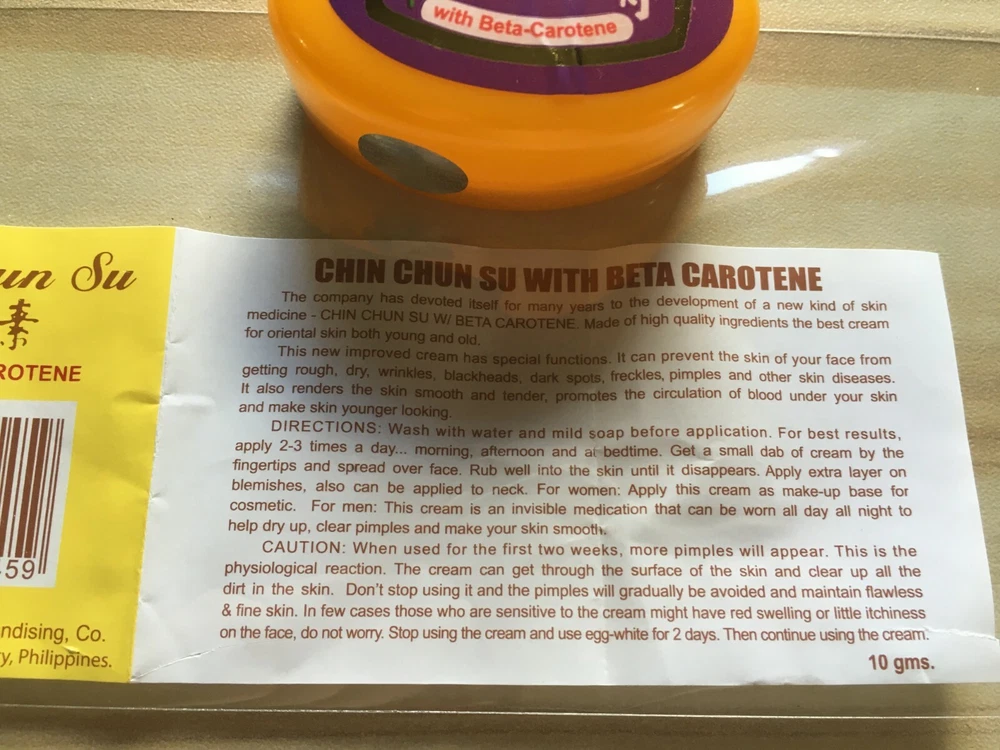 with Beta-Carotene
un Su
ROTENE
459
ndising, Co.
y, Philippines.
CHIN CHUN SU WITH BETA CAROTENE
The company has devoted itself for many years to the development of a new kind of skin
medicine - CHIN CHUN SU W/ BETA CAROTENE. Made of high quality ingredients the best cream
for oriental skin both young and old.
This new improved cream has special functions. It can prevent the skin of your face from
getting rough, dry, wrinkles, blackheads, dark spots, freckles, pimples and other skin diseases.
It also renders the skin smooth and tender, promotes the circulation of blood under your skin
and make skin younger looking.
DIRECTIONS: Wash with water and mild soap before application. For best results,
apply 2-3 times a day... morning, afternoon and at bedtime. Get a small dab of cream by the
fingertips and spread over face. Rub well into the skin until it disappears. Apply extra layer on
blemishes, also can be applied to neck. For women: Apply this cream as make-up base for
cosmetic. For men: This cream is an invisible medication that can be worn all day all night to
help dry up, clear pimples and make your skin smooth.
CAUTION: When used for the first two weeks, more pimples will appear. This is the
physiological reaction. The cream can get through the surface of the skin and clear up all the
dirt in the skin. Don't stop using it and the pimples will gradually be avoided and maintain flawless
& fine skin. In few cases those who are sensitive to the cream might have red swelling or little itchiness
on the face, do not worry. Stop using the cream and use egg-white for 2 days. Then continue using the cream.
10 gms.